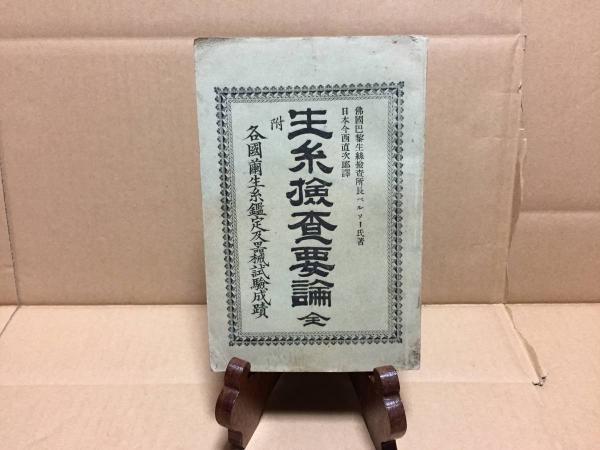 佛國巴黎生絲檢査所長ペルソー氏著
日本今西直次郎譯
生糸檢查要論 全
附 各國繭生糸鑑定及器械試驗成蹟